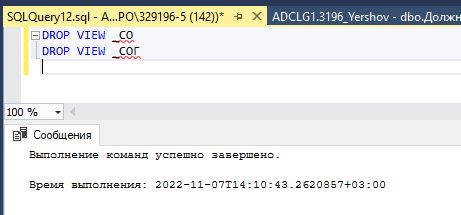 SQLQuery12.sql - A...PO\329196-5 (142))*
ADCLG1.3196_Yershov - dbo.Должн
DROP VIEW _CO
DROP VIEW _СОГ
100 %
Сообщения
Выполнение команд успешно завершено.
Время выполнения: 2022-11-07T14:10:43.2620857+03:00